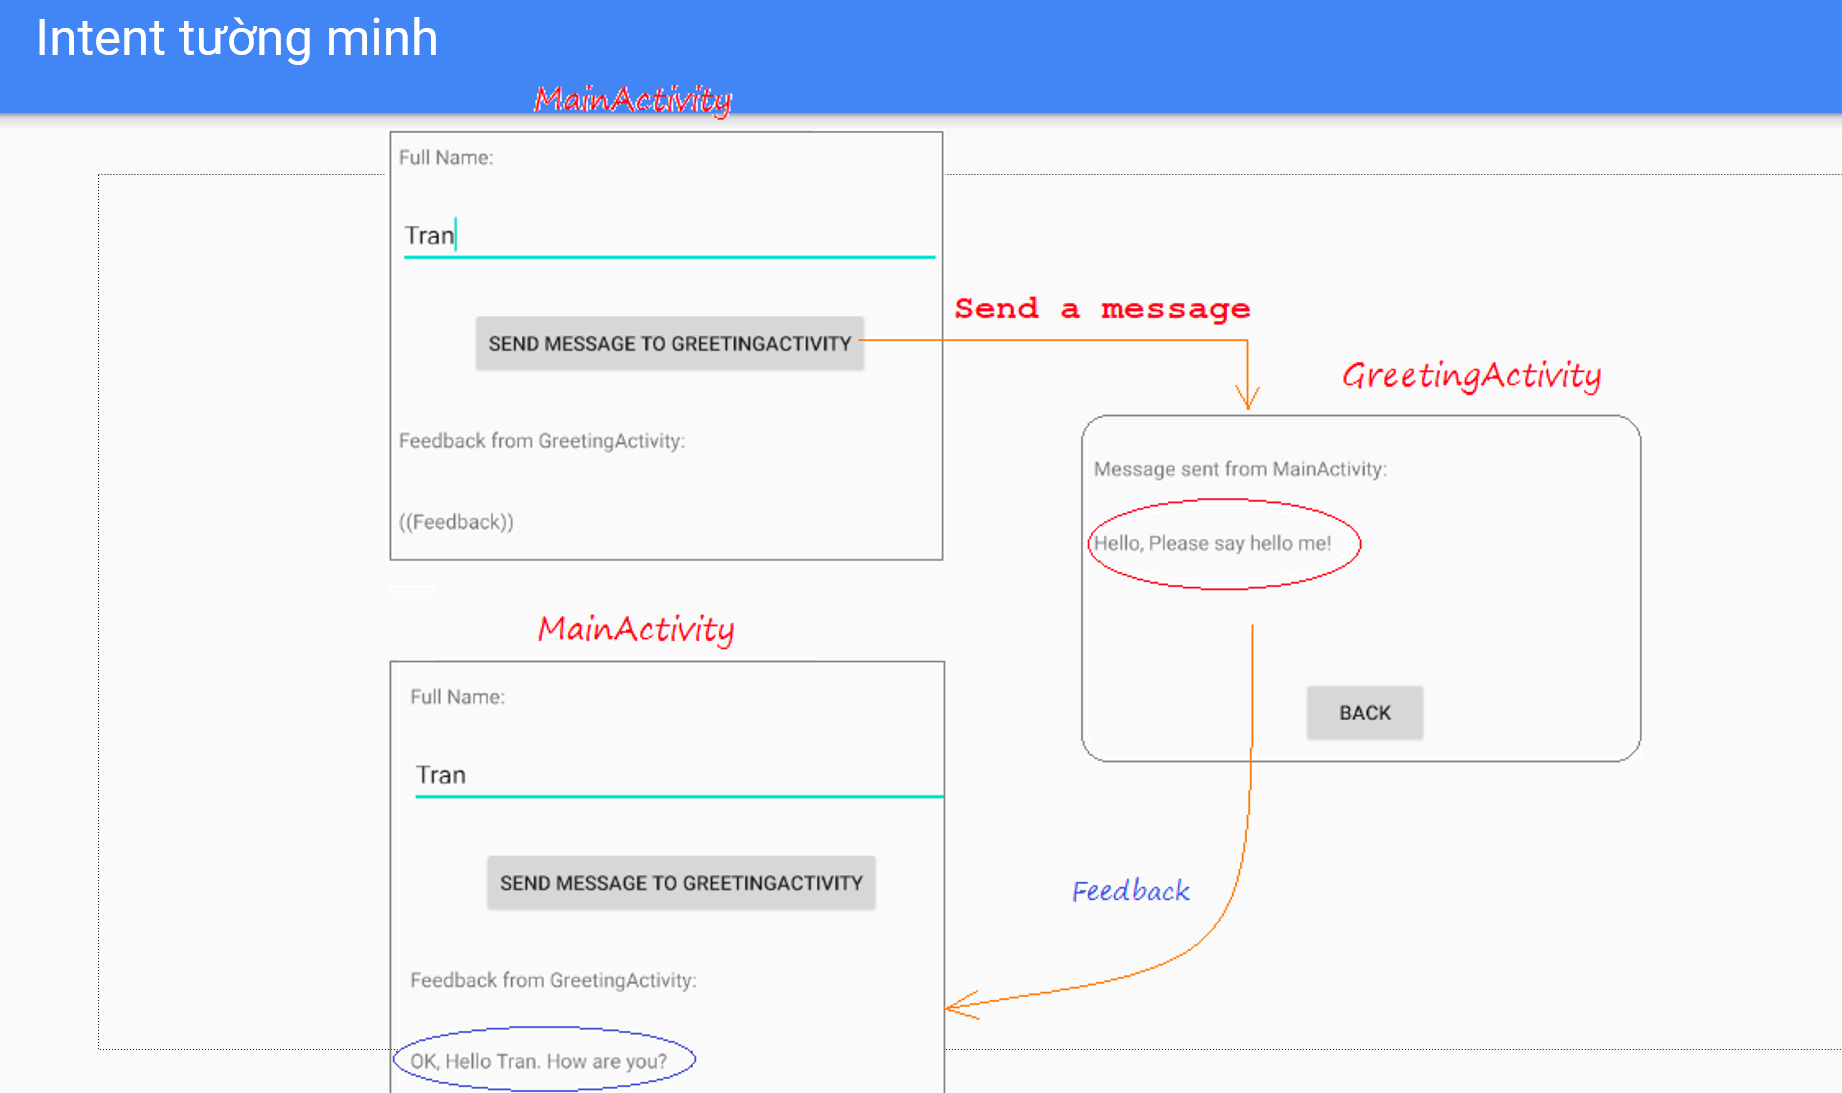 Intent tường minh
MainActivity
Full Name:
Tran
SEND MESSAGE TO GREETINGACTIVITY
Send a message
Feedback from GreetingActivity:
((Feedback))
GreetingActivity
Message sent from MainActivity:
Hello, Please say hello me!
BACK
MainActivity
Full Name:
Tran
SEND MESSAGE TO GREETINGACTIVITY
Feedback
Feedback from GreetingActivity:
OK, Hello Tran. How are you?